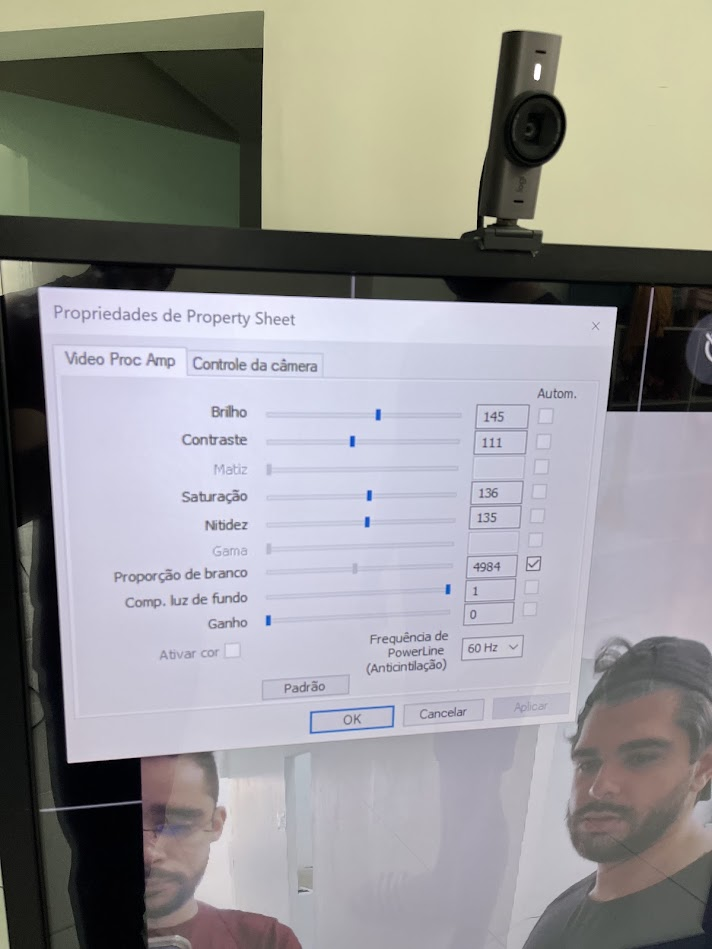 logi
Propriedades de Property Sheet
Video Proc Amp
Controle da câmera
Autom.
Brilho 145
Contraste 111
Matiz
Saturação 136
Nitidez 135
Gama
Proporção de branco 4984
Comp. luz de fundo 1
Ganho 0
Ativar cor
Frequência de
PowerLine
(Anticintilação)
60 Hz
Padrão
OK
Cancelar
Aplicar